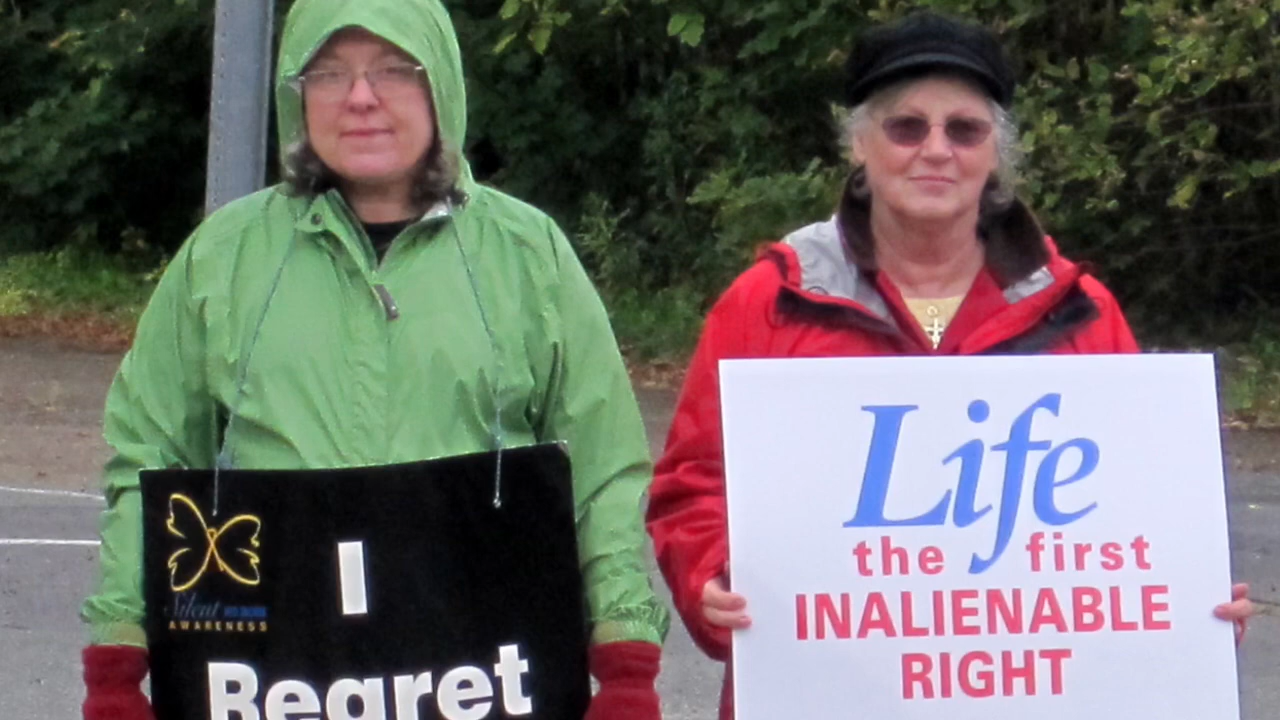 I
Regret
Silent
AWARENESS
Life
the first
INALIENABLE
RIGHT